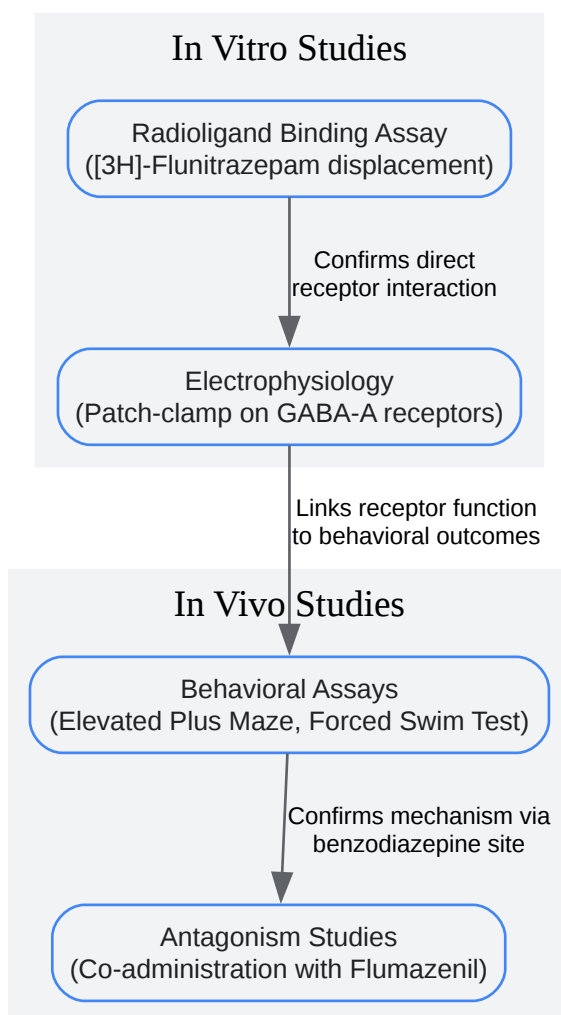 In Vitro Studies
Radioligand Binding Assay
([3H]-Flunitrazepam displacement)
Confirms direct
receptor interaction
Electrophysiology
(Patch-clamp on GABA-A receptors)
Links receptor function
to behavioral outcomes
In Vivo Studies
Behavioral Assays
(Elevated Plus Maze, Forced Swim Test)
Confirms mechanism via
benzodiazepine site
Antagonism Studies
(Co-administration with Flumazenil)